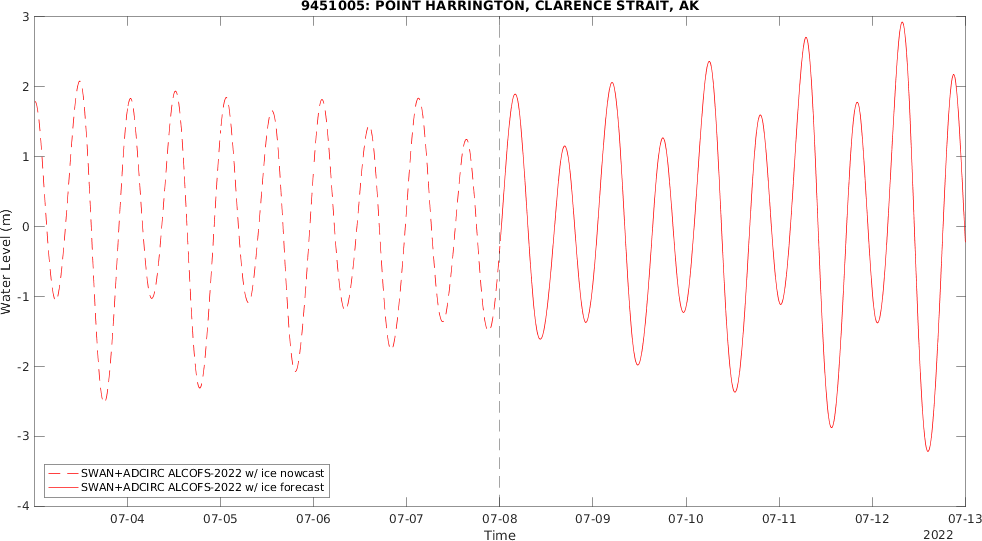 9451005: POINT HARRINGTON, CLARENCE STRAIT, AK
3
2
1
0
-1
-2
-3
-4
Water Level (m)
SWAN+ADCIRC ALCOFS-2022 w/ ice nowcast
SWAN+ADCIRC ALCOFS-2022 w/ ice forecast
07-04 07-05 07-06 07-07 07-08 07-09 07-10 07-11 07-12 07-13
Time
2022